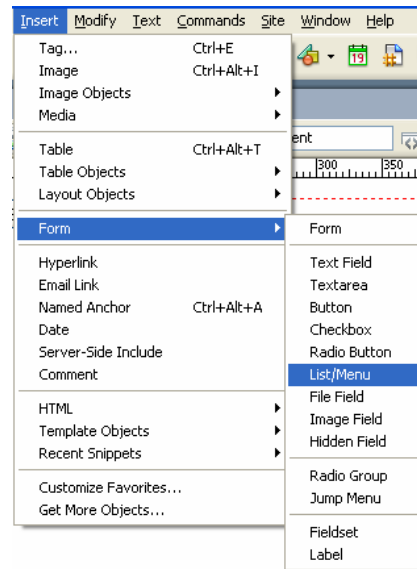 Insert Modify Text Commands Site Window Help
Tag... Ctrl+E
Image Ctrl+Alt+I
Image Objects
Media
Table Ctrl+Alt+T
Table Objects
Layout Objects
Form
Hyperlink
Email Link
Named Anchor Ctrl+Alt+A
Date
Server-Side Include
Comment
HTML
Template Objects
Recent Snippets
Customize Favorites...
Get More Objects...
19
ent
300 350
Form
Text Field
Textarea
Button
Checkbox
Radio Button
List/Menu
File Field
Image Field
Hidden Field
Radio Group
Jump Menu
Fieldset
Label